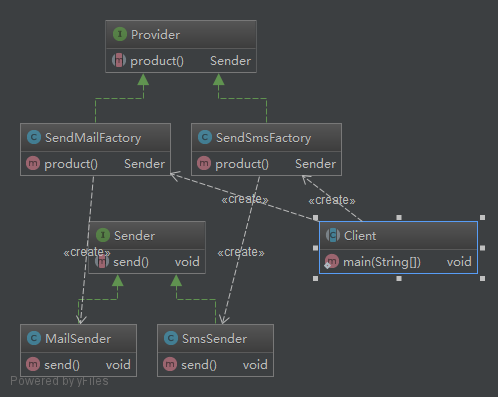 I Provider
m product() Sender
C SendMailFactory
m product() Sender
C SendSmsFactory
m product() Sender
«create»
«create»
I Sender
m send() void
«create»
«create»
C Client
m main(String[]) void
C MailSender
m send() void
C SmsSender
m send() void
Powered by yFiles